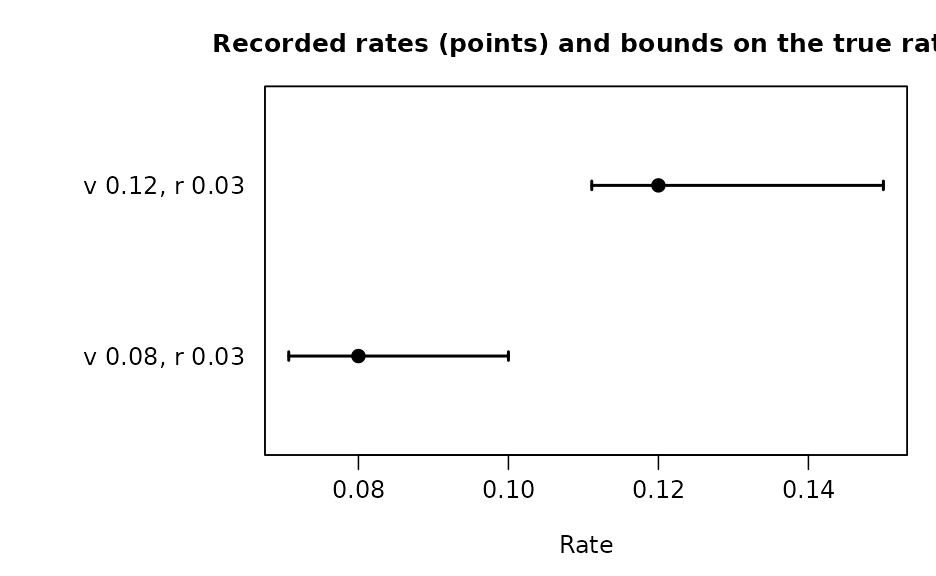 Recorded rates (points) and bounds on the true rat
v 0.12, r 0.03
v 0.08, r 0.03
0.08 0.10 0.12 0.14
Rate